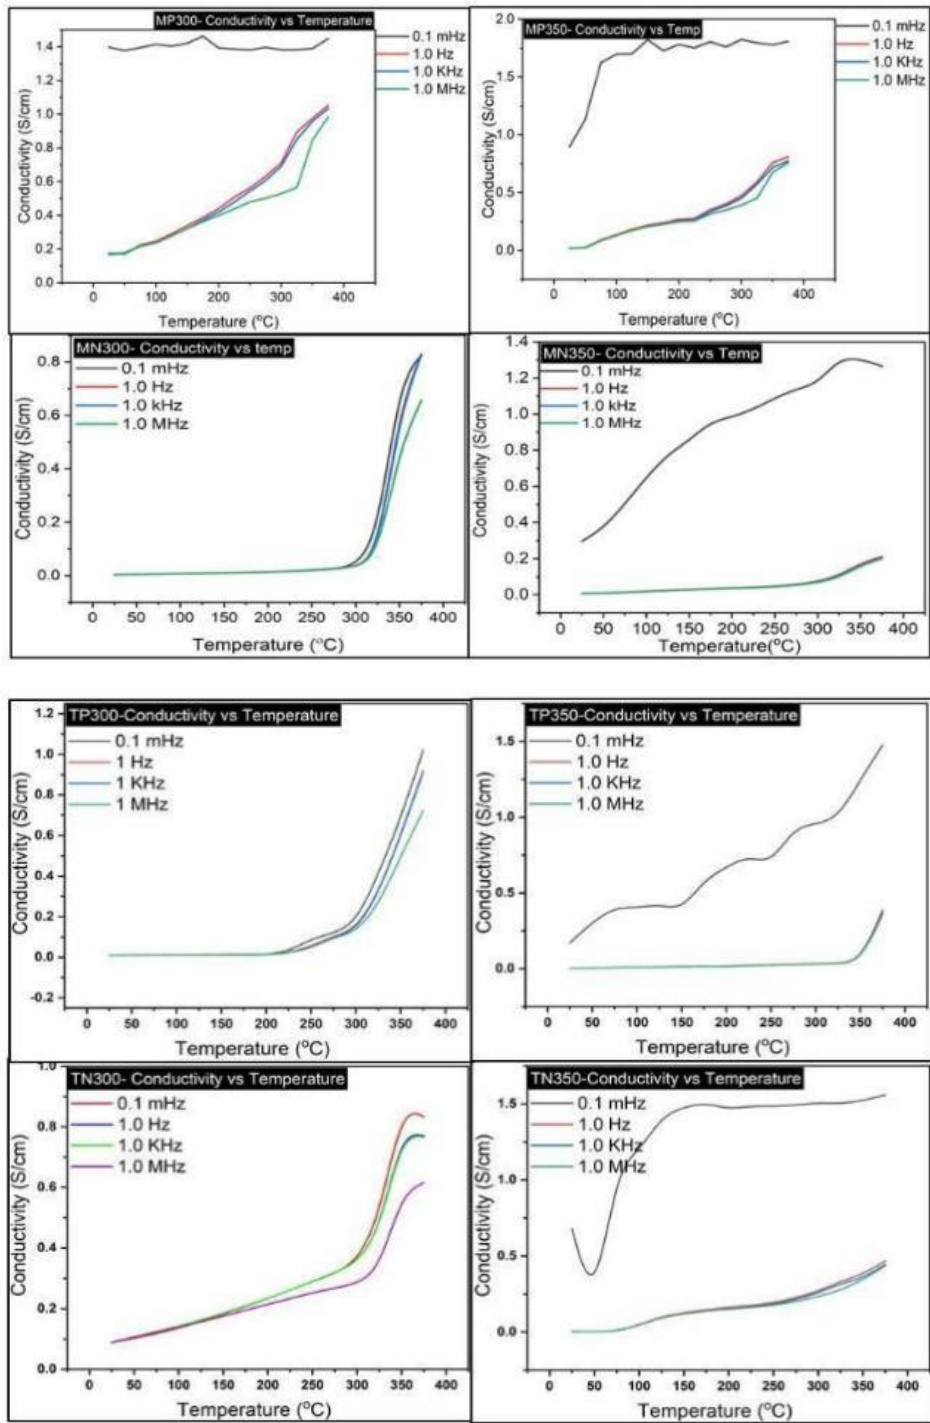 MP300- Conductivity vs Temperature
0.1 mHz
1.0 Hz
1.0 KHz
1.0 MHz
Conductivity (S/cm)
1.4
1.2
1.0
0.8
0.6
0.4
0.2
0.0
0 100 200 300 400
Temperature (°C)
MP350- Conductivity vs Temp
0.1 mHz
1.0 Hz
1.0 KHz
1.0 MHz
Conductivity (S/cm)
2.0
1.5
1.0
0.5
0.0
0 100 200 300 400
Temperature (°C)
MN300- Conductivity vs temp
0.1 mHz
1.0 Hz
1.0 kHz
1.0 MHz
Conductivity (S/cm)
0.8
0.6
0.4
0.2
0.0
0 50 100 150 200 250 300 350 400
Temperature (°C)
MN350- Conductivity vs Temp
0.1 mHz
1.0 Hz
1.0 kHz
1.0 MHz
Conductivity (S/cm)
1.4
1.2
1.0
0.8
0.6
0.4
0.2
0.0
0 50 100 150 200 250 300 350 400
Temperature(°C)
TP300-Conductivity vs Temperature
0.1 mHz
1 Hz
1 KHz
1 MHz
Conductivity (S/cm)
1.2
1.0
0.8
0.6
0.4
0.2
0.0
-0.2
0 50 100 150 200 250 300 350 400
Temperature (°C)
TP350-Conductivity vs Temperature
0.1 mHz
1.0 Hz
1.0 KHz
1.0 MHz
Conductivity (S/cm)
1.5
1.0
0.5
0.0
0 50 100 150 200 250 300 350 400
Temperature (°C)
TN300- Conductivity vs Temperature
0.1 mHz
1.0 Hz
1.0 KHz
1.0 MHz
Conductivity (S/cm)
1.0
0.8
0.6
0.4
0.2
0.0
0 50 100 150 200 250 300 350 400
Temperature (°C)
TN350-Conductivity vs Temperature
0.1 mHz
1.0 Hz
1.0 KHz
1.0 MHz
Conductivity (S/cm)
1.5
1.0
0.5
0.0
0 50 100 150 200 250 300 350 400
Temperature (°C)